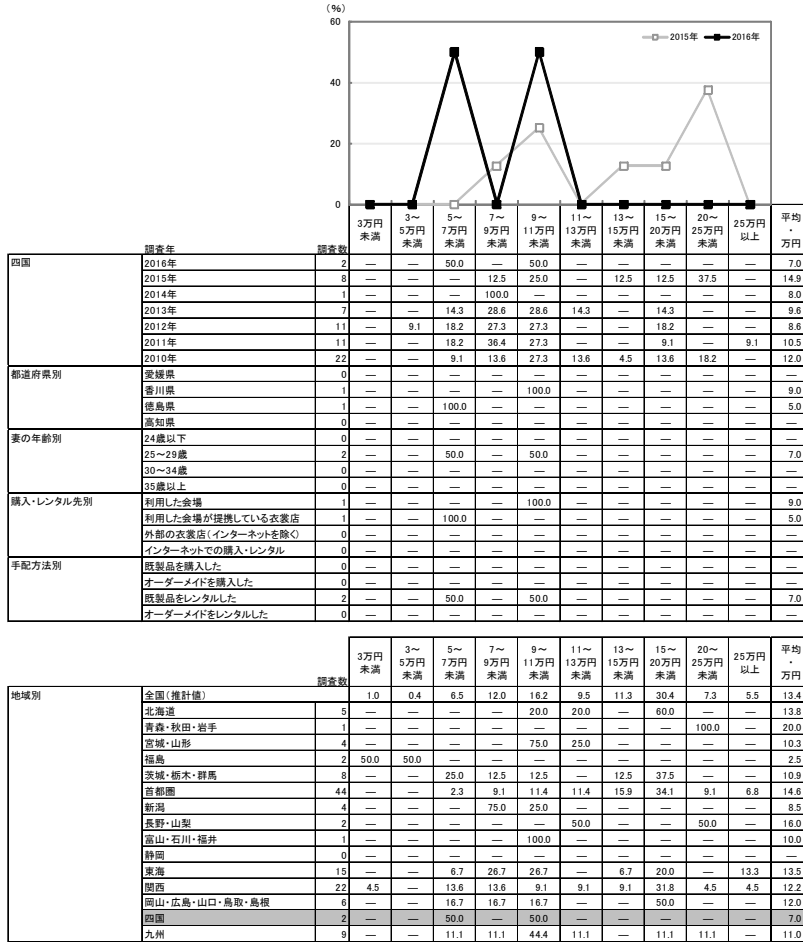 (%)
60
40
20
0
2015年 2016年
調査年 調査数 3万円未満 3～5万円未満 5～7万円未満 7～9万円未満 9～11万円未満 11～13万円未満 13～15万円未満 15～20万円未満 20～25万円未満 25万円以上 平均・万円
四国 2016年 2 — — 50.0 — 50.0 — — — — — 7.0
2015年 8 — — — 12.5 25.0 — 12.5 12.5 37.5 — 14.9
2014年 1 — — — 100.0 — — — — — — 8.0
2013年 7 — — 14.3 28.6 28.6 14.3 — 14.3 — — 9.6
2012年 11 — 9.1 18.2 27.3 27.3 — — 18.2 — — 8.6
2011年 11 — — 18.2 36.4 27.3 — — 9.1 — 9.1 10.5
2010年 22 — — 9.1 13.6 27.3 13.6 4.5 13.6 18.2 — 12.0
都道府県別 愛媛県 0 — — — — — — — — — — —
香川県 1 — — — — 100.0 — — — — — 9.0
徳島県 1 — — 100.0 — — — — — — — 5.0
高知県 0 — — — — — — — — — — —
妻の年齢別 24歳以下 0 — — — — — — — — — — —
25～29歳 2 — — 50.0 — 50.0 — — — — — 7.0
30～34歳 0 — — — — — — — — — — —
35歳以上 0 — — — — — — — — — — —
購入・レンタル先別 利用した会場 1 — — — — 100.0 — — — — — 9.0
利用した会場が提携している衣裳店 1 — — 100.0 — — — — — — — 5.0
外部の衣裳店(インターネットを除く) 0 — — — — — — — — — — —
インターネットでの購入・レンタル 0 — — — — — — — — — — —
手配方法別 既製品を購入した 0 — — — — — — — — — — —
オーダーメイドを購入した 0 — — — — — — — — — — —
既製品をレンタルした 2 — — 50.0 — 50.0 — — — — — 7.0
オーダーメイドをレンタルした 0 — — — — — — — — — — —
調査数 3万円未満 3～5万円未満 5～7万円未満 7～9万円未満 9～11万円未満 11～13万円未満 13～15万円未満 15～20万円未満 20～25万円未満 25万円以上 平均・万円
地域別 全国(推計値) 1.0 0.4 6.5 12.0 16.2 9.5 11.3 30.4 7.3 5.5 13.4
北海道 5 — — — — 20.0 20.0 — 60.0 — — 13.8
青森・秋田・岩手 1 — — — — — — — — 100.0 — 20.0
宮城・山形 4 — — — — 75.0 25.0 — — — — 10.3
福島 2 50.0 50.0 — — — — — — — — 2.5
茨城・栃木・群馬 8 — — 25.0 12.5 12.5 — 12.5 37.5 — — 10.9
首都圏 44 — — 2.3 9.1 11.4 11.4 15.9 34.1 9.1 6.8 14.6
新潟 4 — — — 75.0 25.0 — — — — — 8.5
長野・山梨 2 — — — — — 50.0 — — 50.0 — 16.0
富山・石川・福井 1 — — — — 100.0 — — — — — 10.0
静岡 0 — — — — — — — — — — —
東海 15 — — 6.7 26.7 26.7 — 6.7 20.0 — 13.3 13.5
関西 22 4.5 — 13.6 13.6 9.1 9.1 9.1 31.8 4.5 4.5 12.2
岡山・広島・山口・鳥取・島根 6 — — 16.7 16.7 16.7 — — 50.0 — — 12.0
四国 2 — — 50.0 — 50.0 — — — — — 7.0
九州 9 — — 11.1 11.1 44.4 11.1 — 11.1 11.1 — 11.0